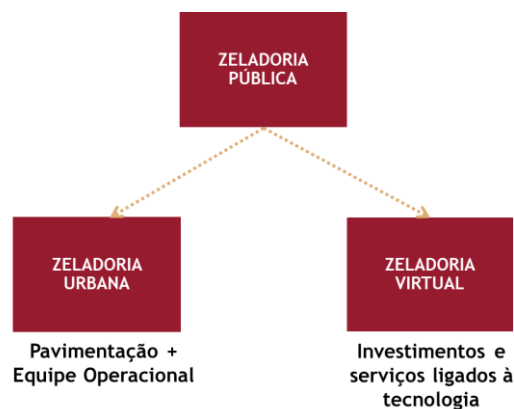 ZELADORIA
PÚBLICA
ZELADORIA
URBANA
Pavimentação +
Equipe Operacional
ZELADORIA
VIRTUAL
Investimentos e
serviços ligados à
tecnologia